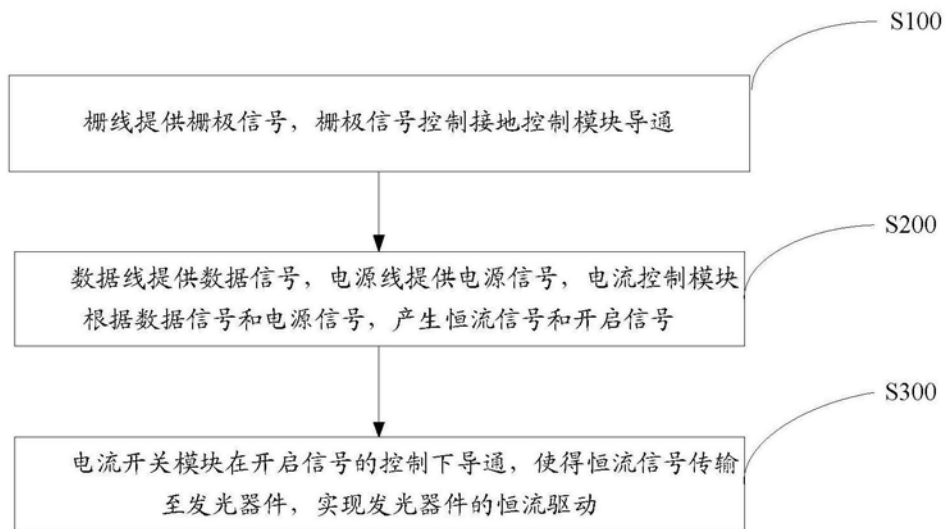 S100
栅线提供栅极信号，栅极信号控制接地控制模块导通
S200
数据线提供数据信号，电源线提供电源信号，电流控制模块
根据数据信号和电源信号，产生恒流信号和开启信号
S300
电流开关模块在开启信号的控制下导通，使得恒流信号传输
至发光器件，实现发光器件的恒流驱动